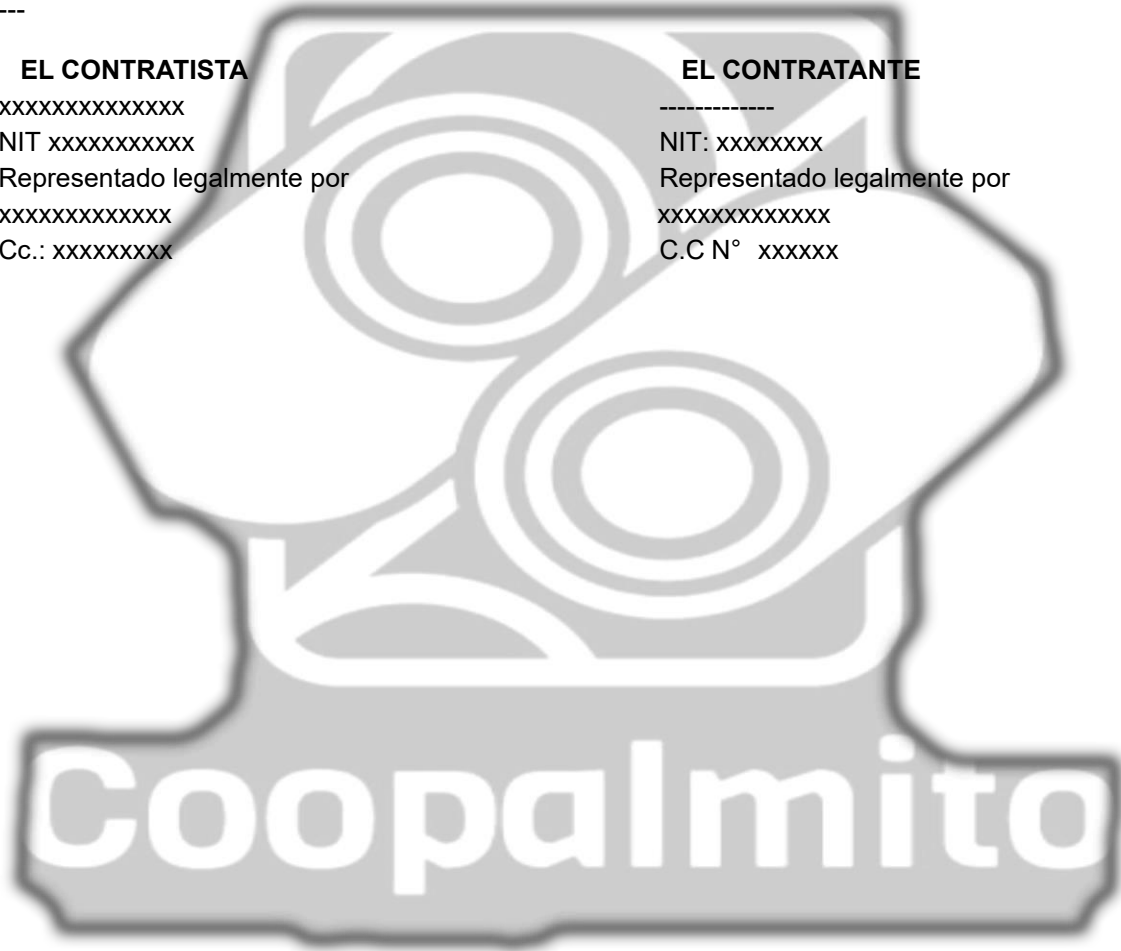 ---
EL CONTRATISTA
xxxxxxxxxxxxxx
NIT xxxxxxxxxxx
Representado legalmente por
xxxxxxxxxxxxx
Cc.: xxxxxxxxx
EL CONTRATANTE
-------------
NIT: xxxxxxxx
Representado legalmente por
xxxxxxxxxxxxx
C.C N° xxxxxx
Coopalmito